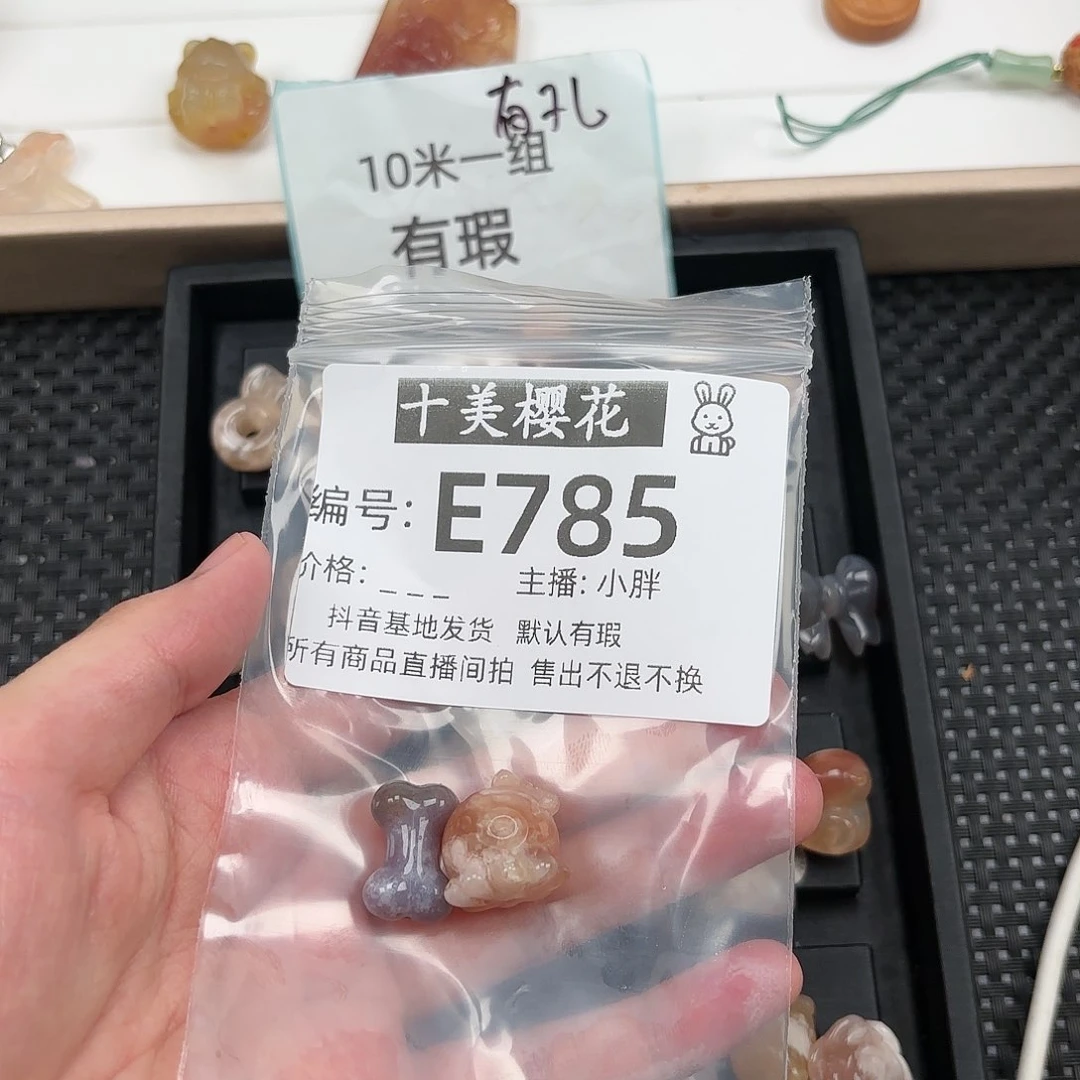 有孔
10米一组
有瑕
十美樱花
编号: E785
价格: _ _ _ 主播: 小胖
抖音基地发货 默认有瑕
所有商品直播间拍 售出不退不换